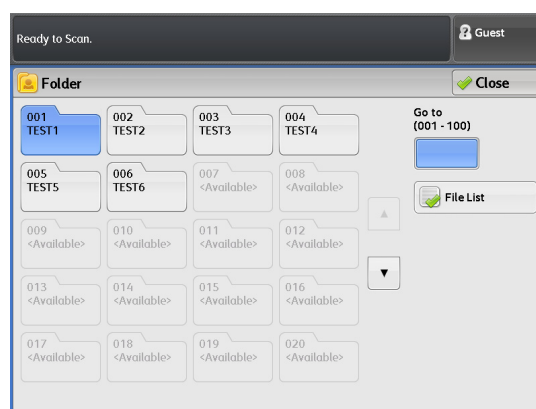 Ready to Scan.
Guest
Folder
Close
001
TEST1
002
TEST2
003
TEST3
004
TEST4
Go to
(001 - 100)
005
TEST5
006
TEST6
007
<Available>
008
<Available>
File List
009
<Available>
010
<Available>
011
<Available>
012
<Available>
013
<Available>
014
<Available>
015
<Available>
016
<Available>
017
<Available>
018
<Available>
019
<Available>
020
<Available>